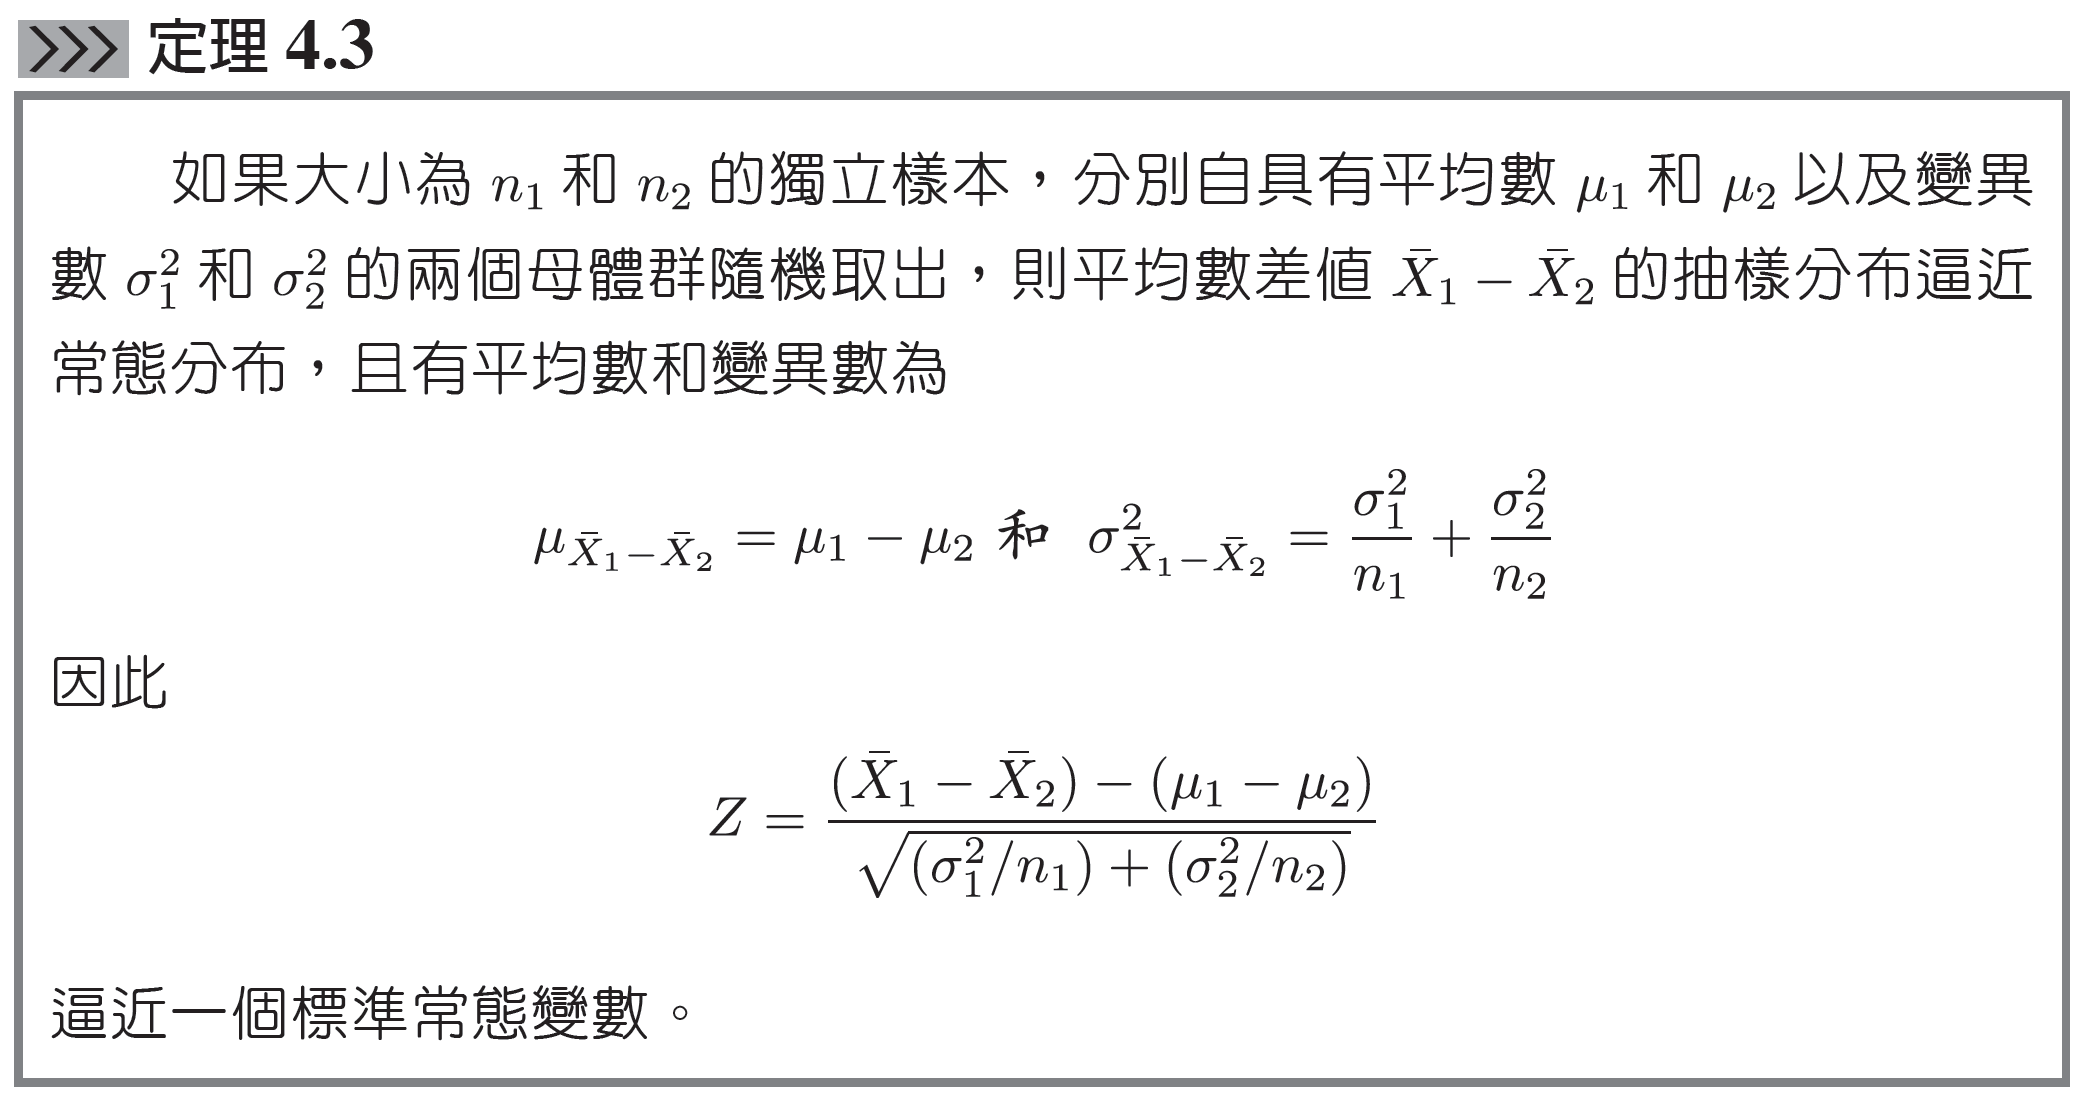 定理 4.3
如果大小為 n₁ 和 n₂ 的獨立樣本，分別自具有平均數 μ₁ 和 μ₂ 以及變異
數 σ₁² 和 σ₂² 的兩個母體群隨機取出，則平均數差值 X̄₁ − X̄₂ 的抽樣分布逼近
常態分布，且有平均數和變異數為
μ_{X̄₁−X̄₂} = μ₁ − μ₂ 和 σ²_{X̄₁−X̄₂} = σ₁²/n₁ + σ₂²/n₂
因此
Z = ((X̄₁ − X̄₂) − (μ₁ − μ₂)) / √((σ₁²/n₁) + (σ₂²/n₂))
逼近一個標準常態變數。